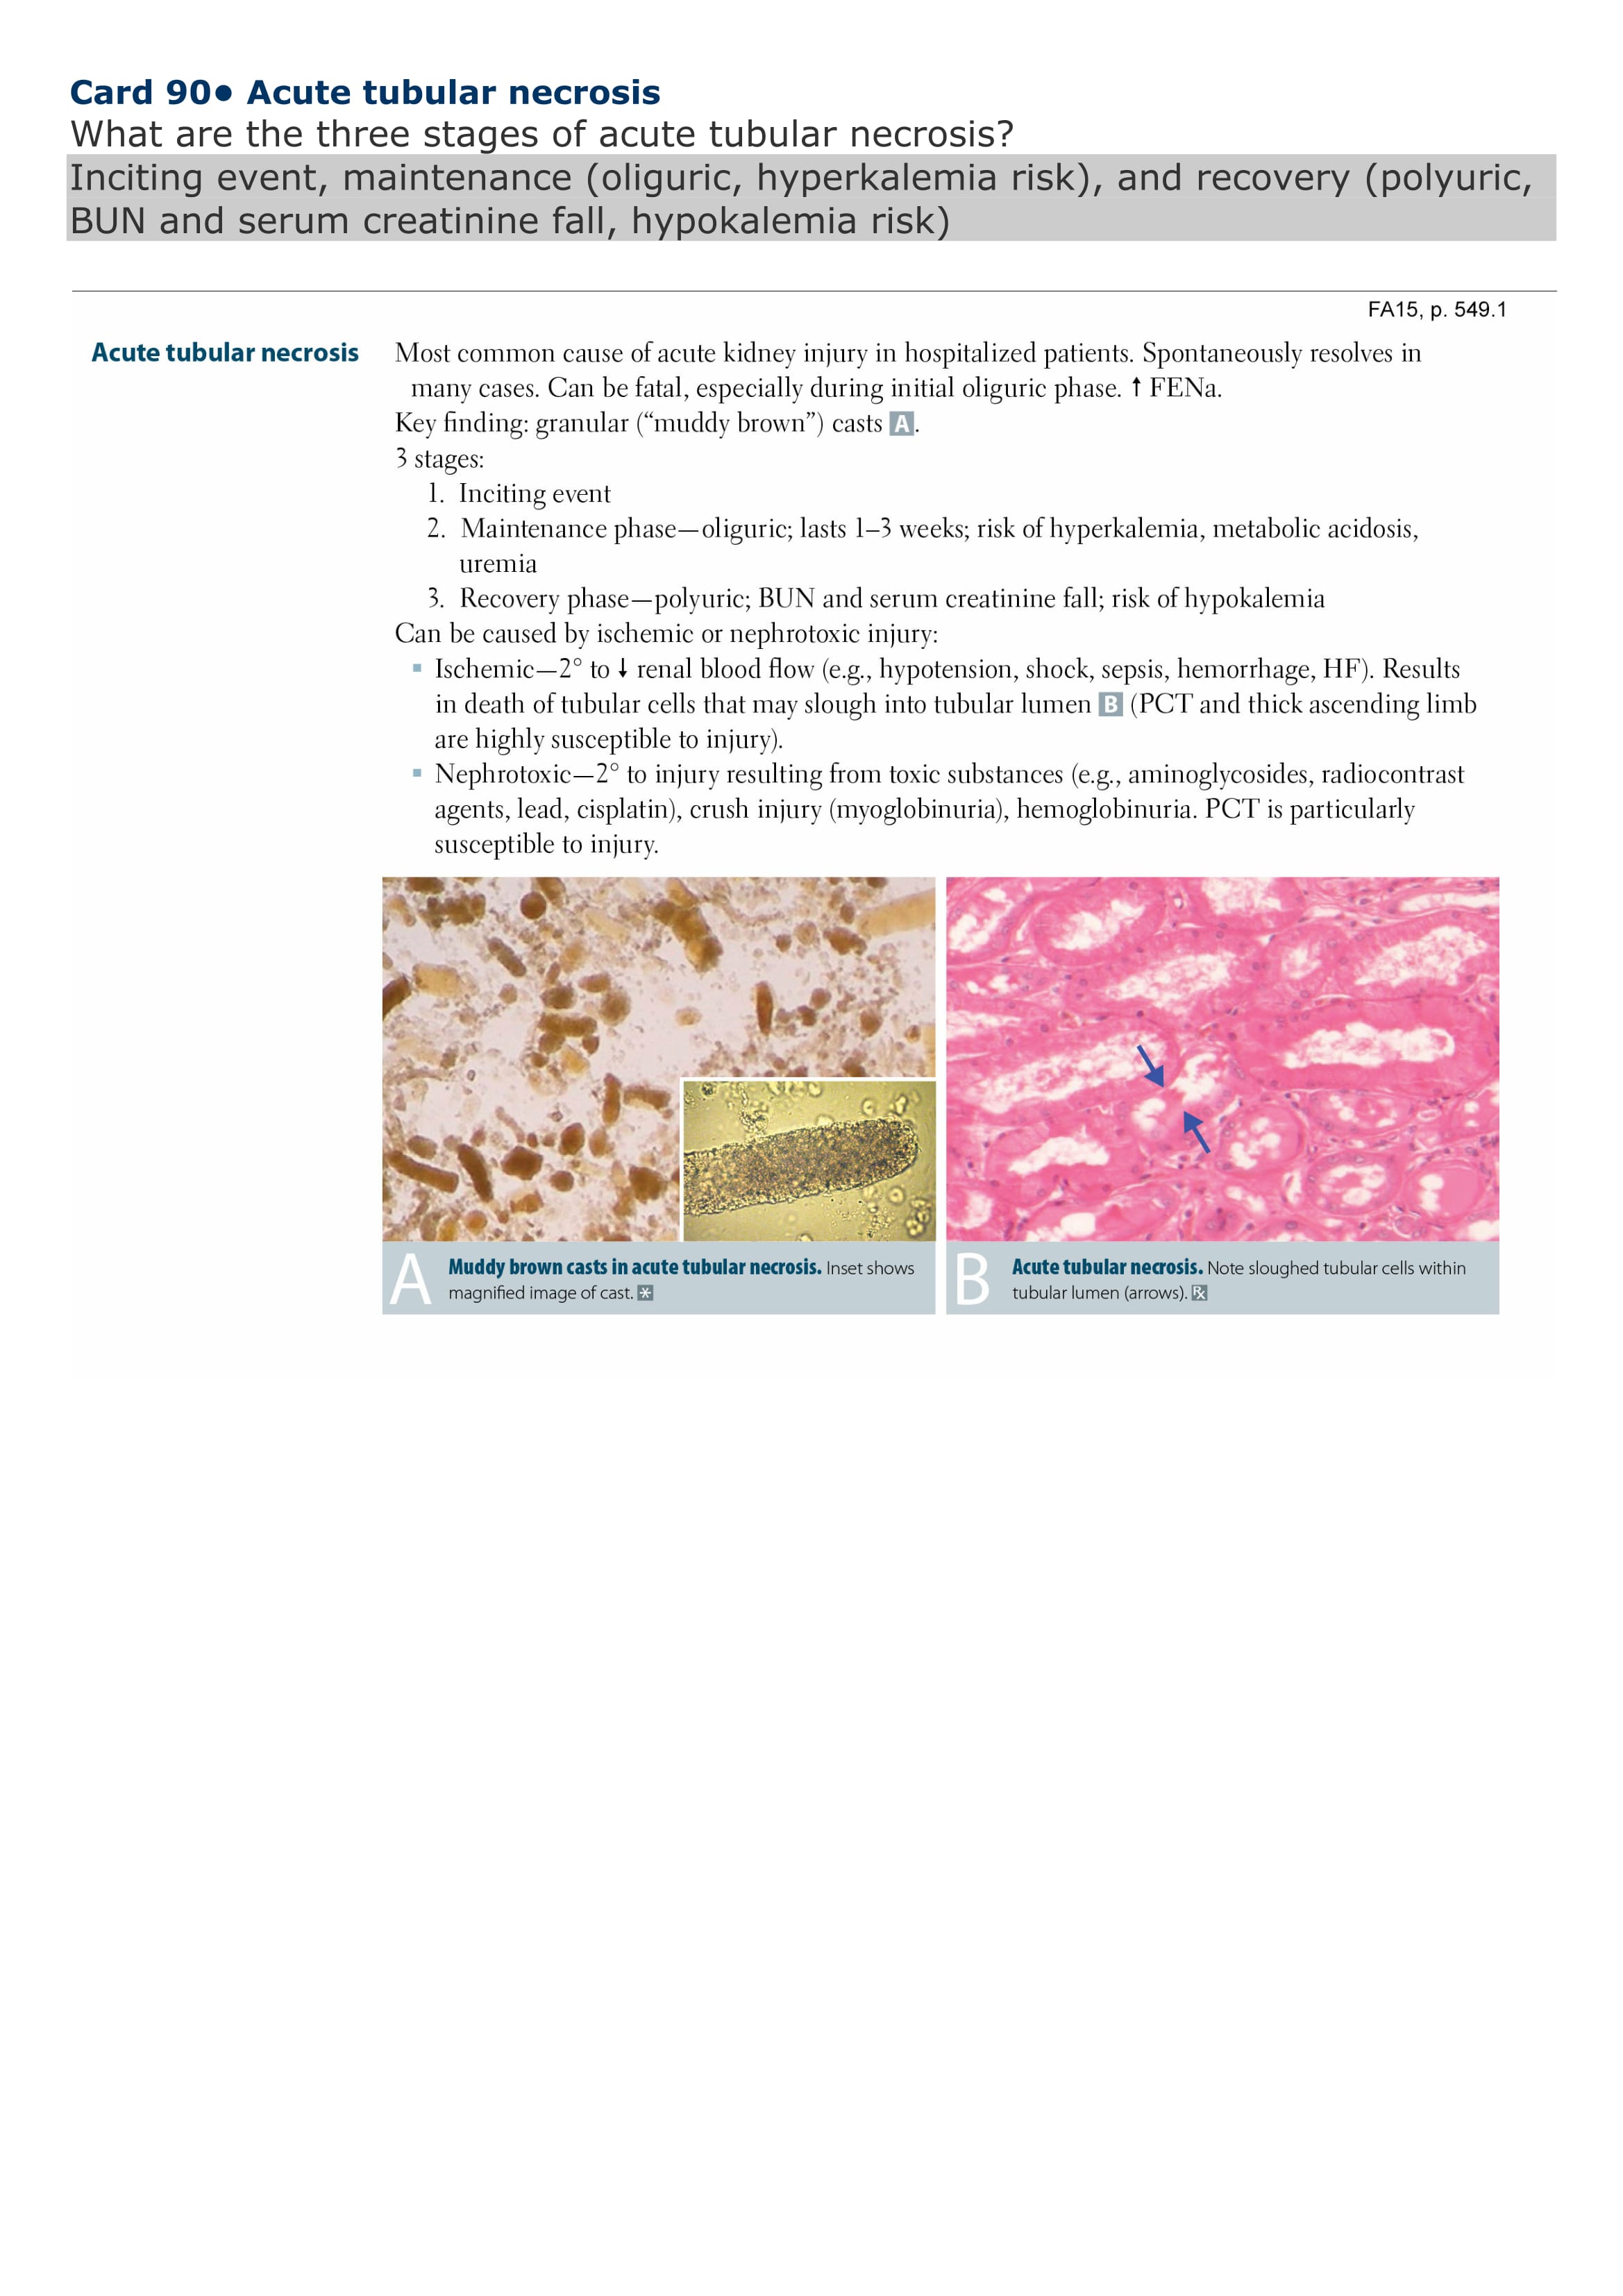 Card 90• Acute tubular necrosis
What are the three stages of acute tubular necrosis?
Inciting event, maintenance (oliguric, hyperkalemia risk), and recovery (polyuric,
BUN and serum creatinine fall, hypokalemia risk)
FA15, p. 549.1
Acute tubular necrosis
Most common cause of acute kidney injury in hospitalized patients. Spontaneously resolves in
many cases. Can be fatal, especially during initial oliguric phase. ↑ FENa.
Key finding: granular (“muddy brown”) casts A.
3 stages:
1. Inciting event
2. Maintenance phase—oliguric; lasts 1–3 weeks; risk of hyperkalemia, metabolic acidosis,
uremia
3. Recovery phase—polyuric; BUN and serum creatinine fall; risk of hypokalemia
Can be caused by ischemic or nephrotoxic injury:
▪ Ischemic—2° to ↓ renal blood flow (e.g., hypotension, shock, sepsis, hemorrhage, HF). Results
in death of tubular cells that may slough into tubular lumen B (PCT and thick ascending limb
are highly susceptible to injury).
▪ Nephrotoxic—2° to injury resulting from toxic substances (e.g., aminoglycosides, radiocontrast
agents, lead, cisplatin), crush injury (myoglobinuria), hemoglobinuria. PCT is particularly
susceptible to injury.
A Muddy brown casts in acute tubular necrosis. Inset shows
magnified image of cast. *
B Acute tubular necrosis. Note sloughed tubular cells within
tubular lumen (arrows). ℞